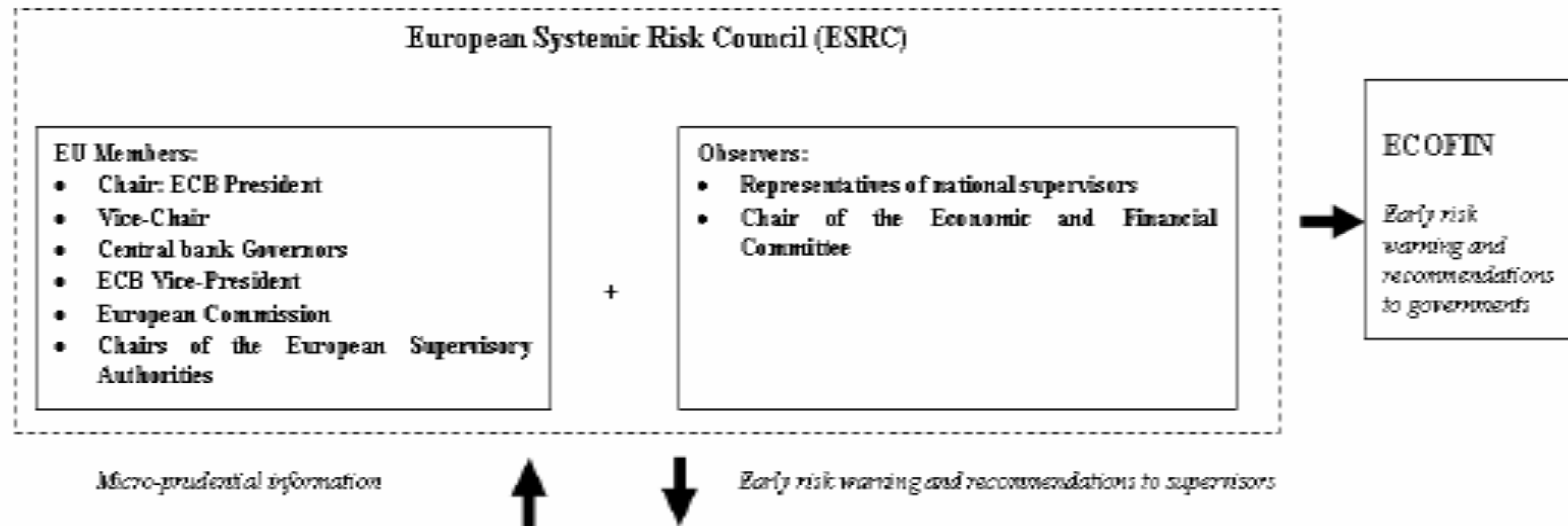 European Systemic Risk Council (ESRC)
EU Members:
• Chair: ECB President
• Vice-Chair
• Central bank Governors
• ECB Vice-President
• European Commission
• Chairs of the European Supervisory
Authorities
+
Observers:
• Representatives of national supervisors
• Chair of the Economic and Financial
Committee
ECOFIN
Early risk
warning and
recommendations
to governments
Micro-prudential information
Early risk warning and recommendations to supervisors